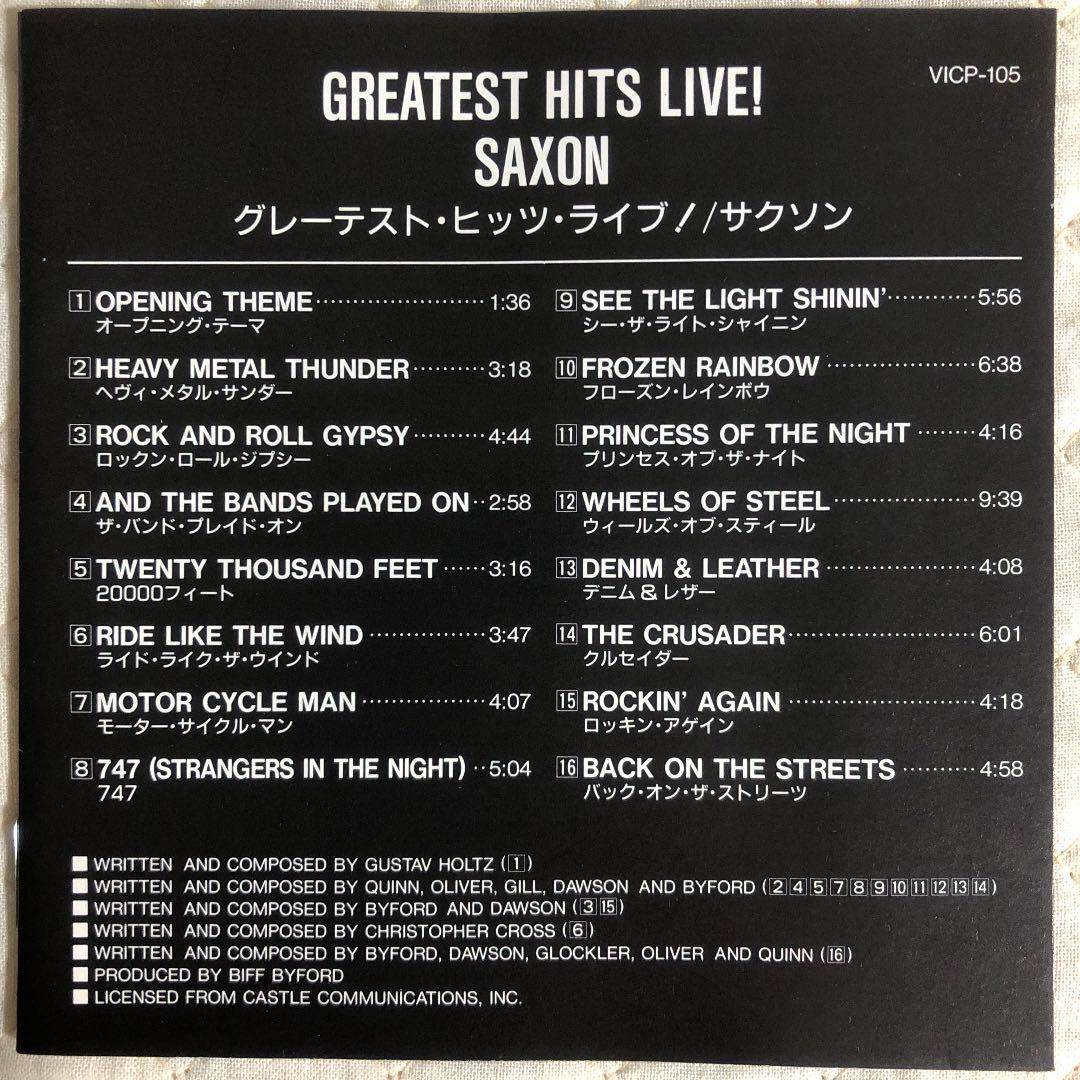 VICP-105
GREATEST HITS LIVE!
SAXON
グレーテスト・ヒッツ・ライブ！/サクソン
1 OPENING THEME 1:36
オープニング・テーマ
2 HEAVY METAL THUNDER 3:18
ヘヴィ・メタル・サンダー
3 ROCK AND ROLL GYPSY 4:44
ロックン・ロール・ジプシー
4 AND THE BANDS PLAYED ON 2:58
ザ・バンド・プレイド・オン
5 TWENTY THOUSAND FEET 3:16
20000フィート
6 RIDE LIKE THE WIND 3:47
ライド・ライク・ザ・ウインド
7 MOTOR CYCLE MAN 4:07
モーター・サイクル・マン
8 747 (STRANGERS IN THE NIGHT) 5:04
747
9 SEE THE LIGHT SHININ' 5:56
シー・ザ・ライト・シャイニン
10 FROZEN RAINBOW 6:38
フローズン・レインボウ
11 PRINCESS OF THE NIGHT 4:16
プリンセス・オブ・ザ・ナイト
12 WHEELS OF STEEL 9:39
ウィールズ・オブ・スティール
13 DENIM & LEATHER 4:08
デニム&レザー
14 THE CRUSADER 6:01
クルセイダー
15 ROCKIN' AGAIN 4:18
ロッキン・アゲイン
16 BACK ON THE STREETS 4:58
バック・オン・ザ・ストリーツ
■ WRITTEN AND COMPOSED BY GUSTAV HOLTZ (1)
■ WRITTEN AND COMPOSED BY QUINN, OLIVER, GILL, DAWSON AND BYFORD (2 4 5 7 8 9 10 11 12 13 14)
■ WRITTEN AND COMPOSED BY BYFORD AND DAWSON (3 15)
■ WRITTEN AND COMPOSED BY CHRISTOPHER CROSS (6)
■ WRITTEN AND COMPOSED BY BYFORD, DAWSON, GLOCKLER, OLIVER AND QUINN (16)
■ PRODUCED BY BIFF BYFORD
■ LICENSED FROM CASTLE COMMUNICATIONS, INC.